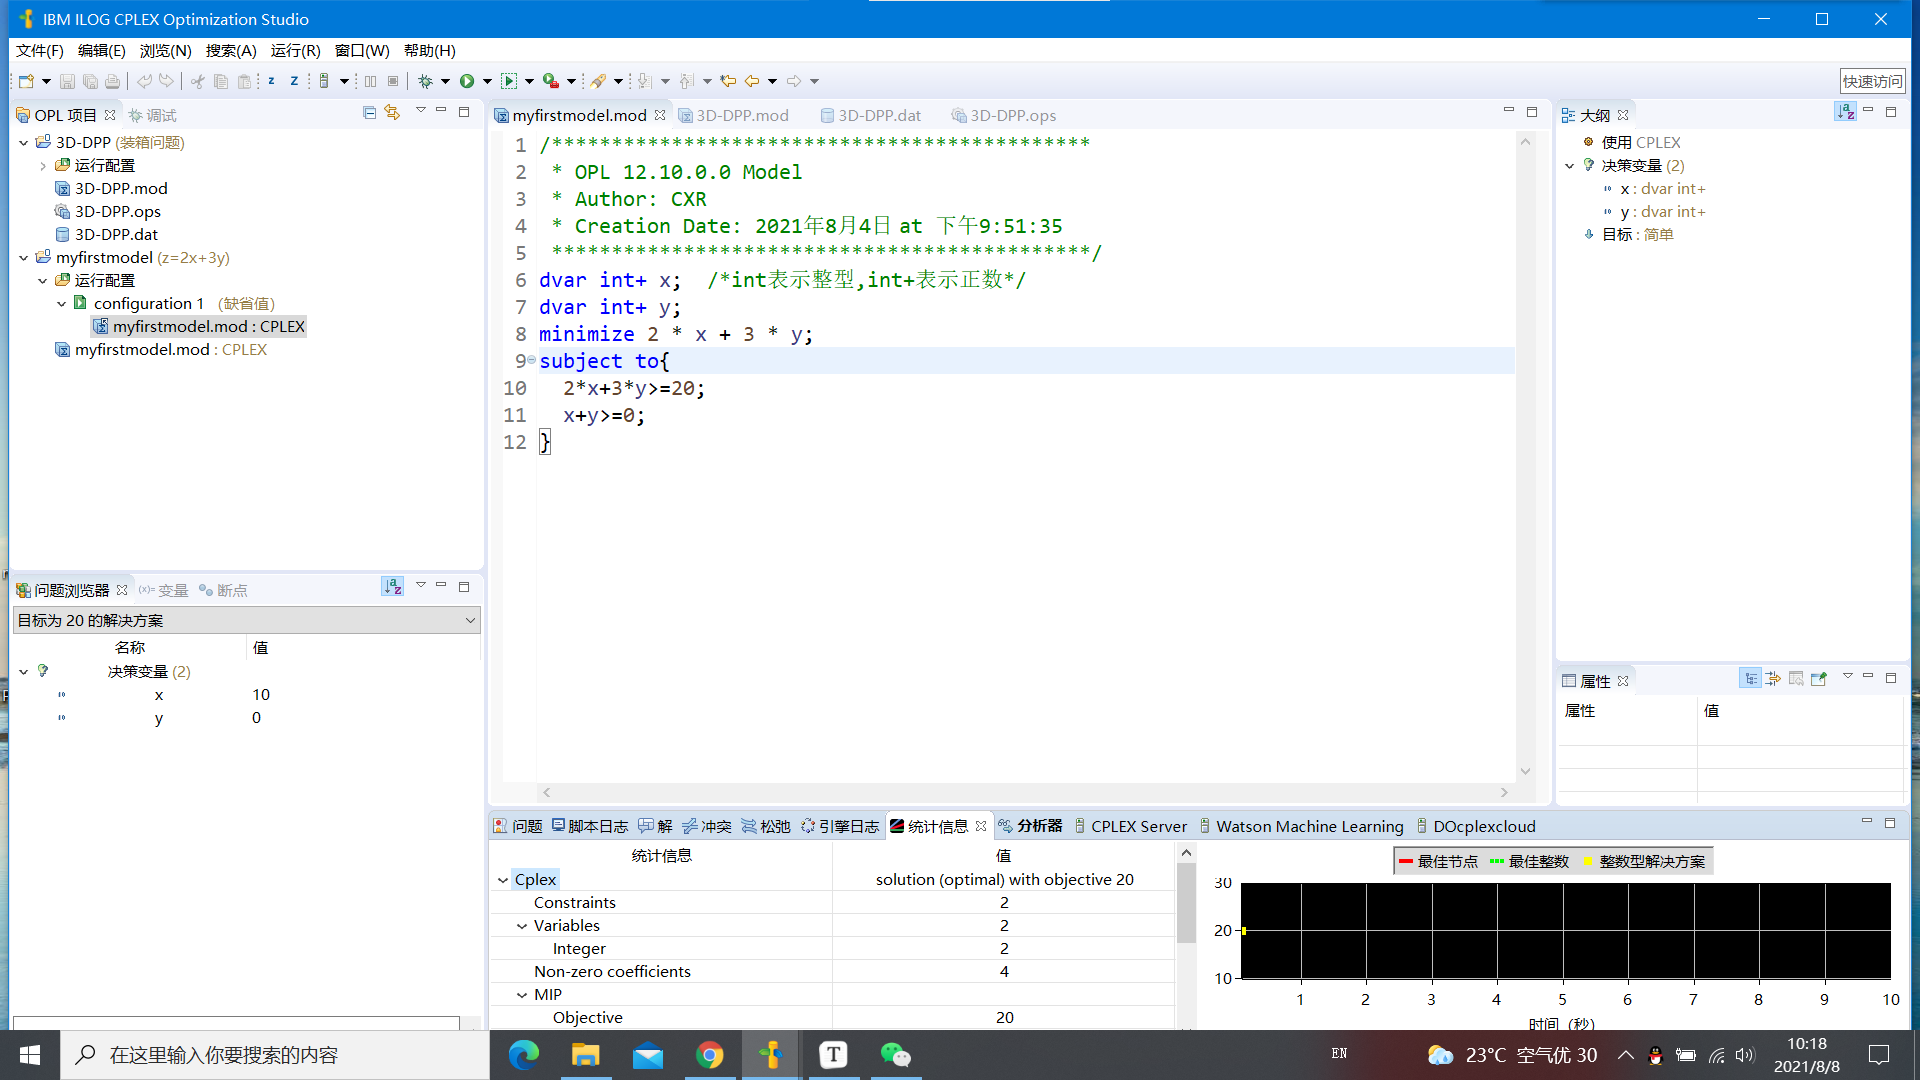 IBM ILOG CPLEX Optimization Studio
文件(F) 编辑(E) 浏览(N) 搜索(A) 运行(R) 窗口(W) 帮助(H)
快速访问
OPL 项目 调试
3D-DPP (装箱问题)
运行配置
3D-DPP.mod
3D-DPP.ops
3D-DPP.dat
myfirstmodel (z=2x+3y)
运行配置
configuration 1 (缺省值)
myfirstmodel.mod : CPLEX
myfirstmodel.mod : CPLEX
myfirstmodel.mod 3D-DPP.mod 3D-DPP.dat 3D-DPP.ops
1 /*********************************************
2 * OPL 12.10.0.0 Model
3 * Author: CXR
4 * Creation Date: 2021年8月4日 at 下午9:51:35
5 *********************************************/
6 dvar int+ x; /*int表示整型,int+表示正数*/
7 dvar int+ y;
8 minimize 2 * x + 3 * y;
9 subject to{
10 2*x+3*y>=20;
11 x+y>=0;
12 }
大纲
使用 CPLEX
决策变量 (2)
x : dvar int+
y : dvar int+
目标 : 简单
问题浏览器 变量 断点
目标为 20 的解决方案
名称 值
决策变量 (2)
x 10
y 0
属性
属性 值
问题 脚本日志 解 冲突 松弛 引擎日志 统计信息 分析器 CPLEX Server Watson Machine Learning DOcplexcloud
统计信息 值
Cplex solution (optimal) with objective 20
Constraints 2
Variables 2
Integer 2
Non-zero coefficients 4
MIP
Objective 20
最佳节点 最佳整数 整数型解决方案
30
20
10
1 2 3 4 5 6 7 8 9 10
时间 (秒)
在这里输入你要搜索的内容
EN
23°C 空气优 30
10:18
2021/8/8